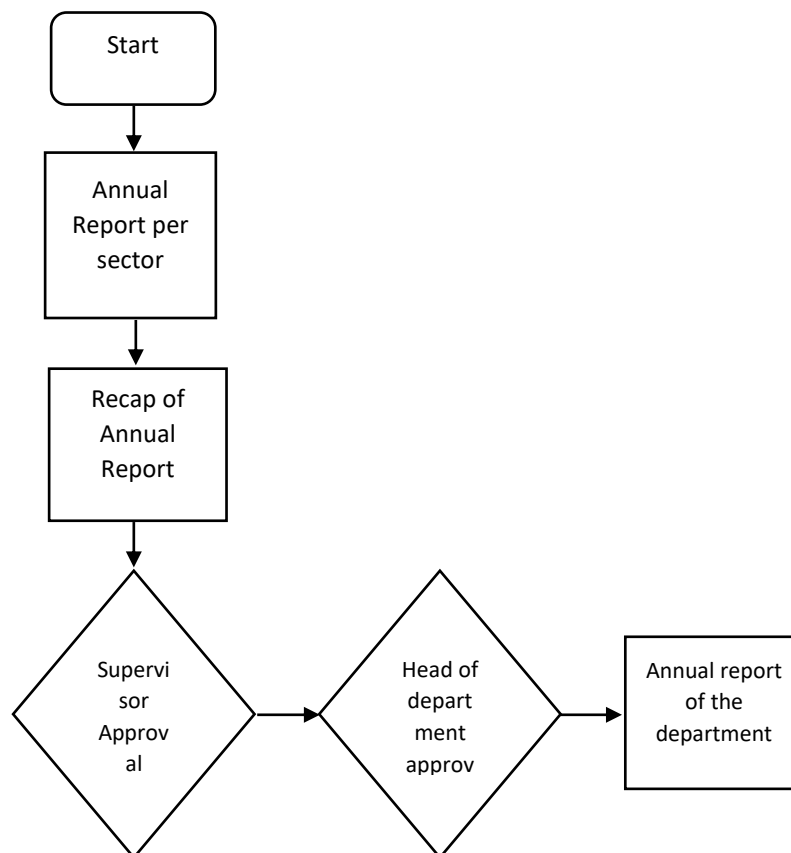 Start
Annual
Report per
sector
Recap of
Annual
Report
Supervi
sor
Approv
al
Head of
depart
ment
approv
Annual report
of the
department